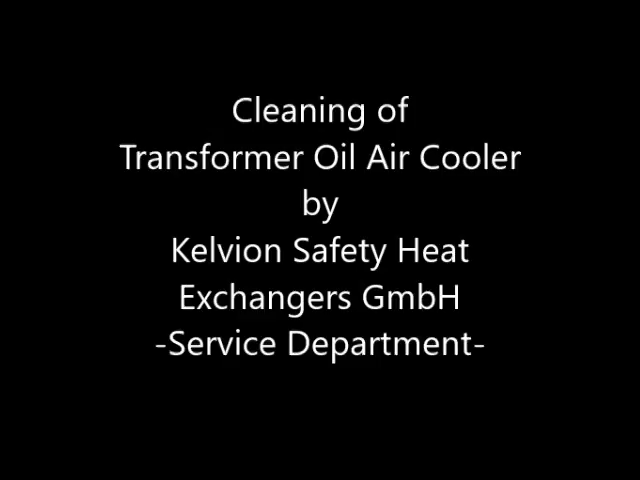 Cleaning of
Transformer Oil Air Cooler
by
Kelvion Safety Heat
Exchangers GmbH
-Service Department-